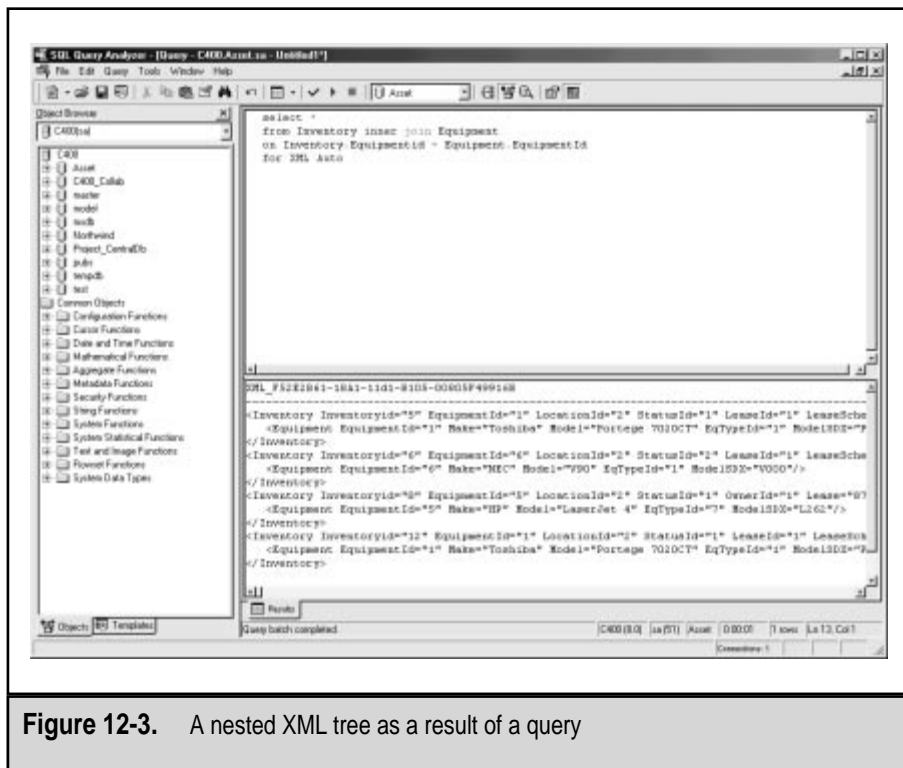 SQL Query Analyzer - [Query - C400.Asset.sa - Untitled1*]
File Edit Query Tools Window Help
Asset
Object Browser
C400(sa)
C400
Asset
C400_Collab
master
model
msdb
Northwind
Project_CentralDb
pubs
tempdb
test
Common Objects
Configuration Functions
Cursor Functions
Date and Time Functions
Mathematical Functions
Aggregate Functions
Metadata Functions
Security Functions
String Functions
System Functions
System Statistical Functions
Text and Image Functions
Rowset Functions
System Data Types
Objects Templates
select *
from Inventory inner join Equipment
on Inventory.EquipmentId = Equipment.EquipmentId
for XML Auto
XML_F52E2B61-18A1-11d1-B105-00805F49916B
<Inventory Inventoryid="5" EquipmentId="1" LocationId="2" StatusId="1" LeaseId="1" LeaseSche
<Equipment EquipmentId="1" Make="Toshiba" Model="Portege 7020CT" EqTypeId="1" ModelSDX="P
</Inventory>
<Inventory Inventoryid="6" EquipmentId="6" LocationId="2" StatusId="1" LeaseId="1" LeaseSche
<Equipment EquipmentId="6" Make="NEC" Model="V90" EqTypeId="1" ModelSDX="V000"/>
</Inventory>
<Inventory Inventoryid="8" EquipmentId="5" LocationId="2" StatusId="1" OwnerId="1" Lease="87
<Equipment EquipmentId="5" Make="HP" Model="LaserJet 4" EqTypeId="7" ModelSDX="L262"/>
</Inventory>
<Inventory Inventoryid="12" EquipmentId="1" LocationId="2" StatusId="1" LeaseId="1" LeaseSch
<Equipment EquipmentId="1" Make="Toshiba" Model="Portege 7020CT" EqTypeId="1" ModelSDX="P
</Inventory>
Results
Query batch completed. C400 (8.0) sa (51) Asset 0:00:01 1 rows Ln 13, Col 1
Connections: 1
Figure 12-3. A nested XML tree as a result of a query